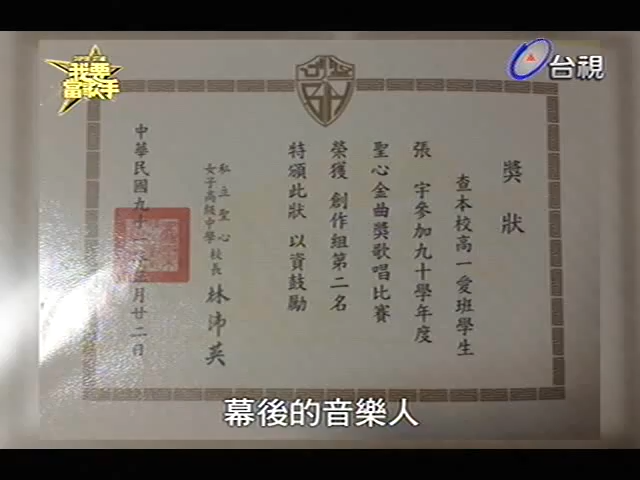 我要
當歌手
台視
獎狀
查本校高一愛班學生
張宇參加九十學年度
聖心金曲獎歌唱比賽
榮獲 創作組第二名
特頒此狀 以資鼓勵
私立聖心
女子高級中學 校長 林沛英
中華民國九十一年月廿二日
幕後的音樂人